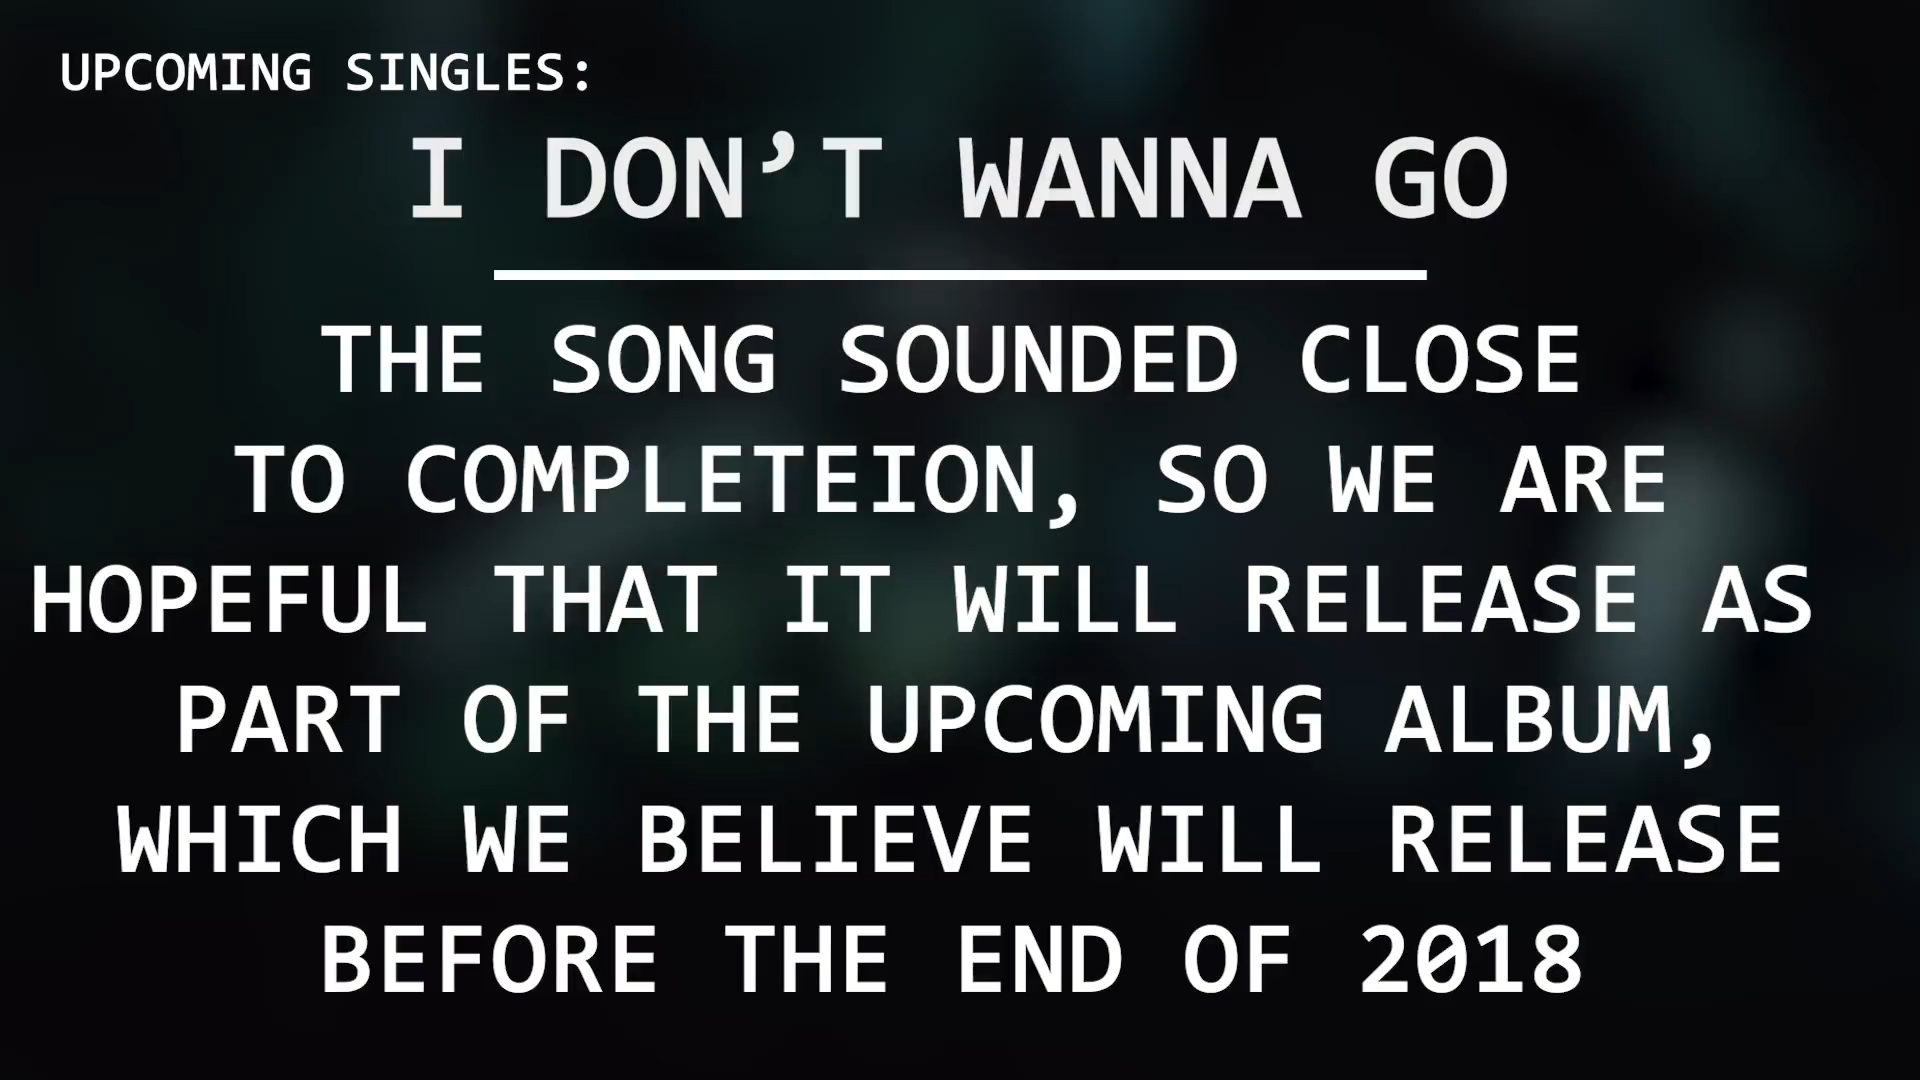 UPCOMING SINGLES:
I DON’T WANNA GO
THE SONG SOUNDED CLOSE
TO COMPLETEION, SO WE ARE
HOPEFUL THAT IT WILL RELEASE AS
PART OF THE UPCOMING ALBUM,
WHICH WE BELIEVE WILL RELEASE
BEFORE THE END OF 2018